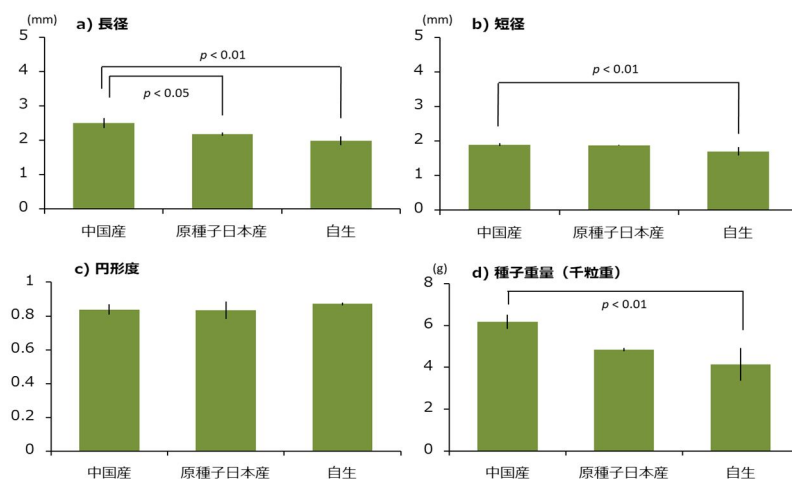 (mm)
a) 長径
5
4
3
2
1
0
p < 0.01
p < 0.05
中国産
原種子日本産
自生
(mm)
b) 短径
5
4
3
2
1
0
p < 0.01
中国産
原種子日本産
自生
c) 円形度
1
0.8
0.6
0.4
0.2
0
中国産
原種子日本産
自生
(g)
d) 種子重量（千粒重）
8
6
4
2
0
p < 0.01
中国産
原種子日本産
自生